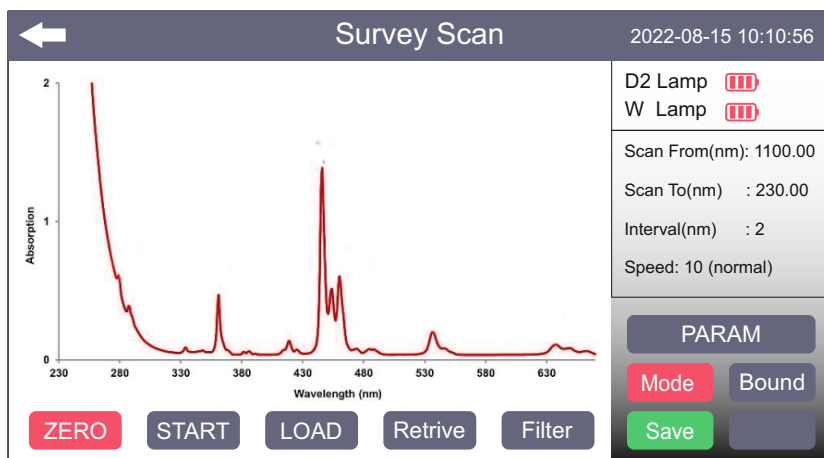 Survey Scan
2022-08-15 10:10:56
D2 Lamp
W Lamp
Scan From(nm): 1100.00
Scan To(nm) : 230.00
Interval(nm) : 2
Speed: 10 (normal)
2
1
0
Absorption
230 280 330 380 430 480 530 580 630
Wavelength (nm)
PARAM
Mode Bound
ZERO START LOAD Retrive Filter Save